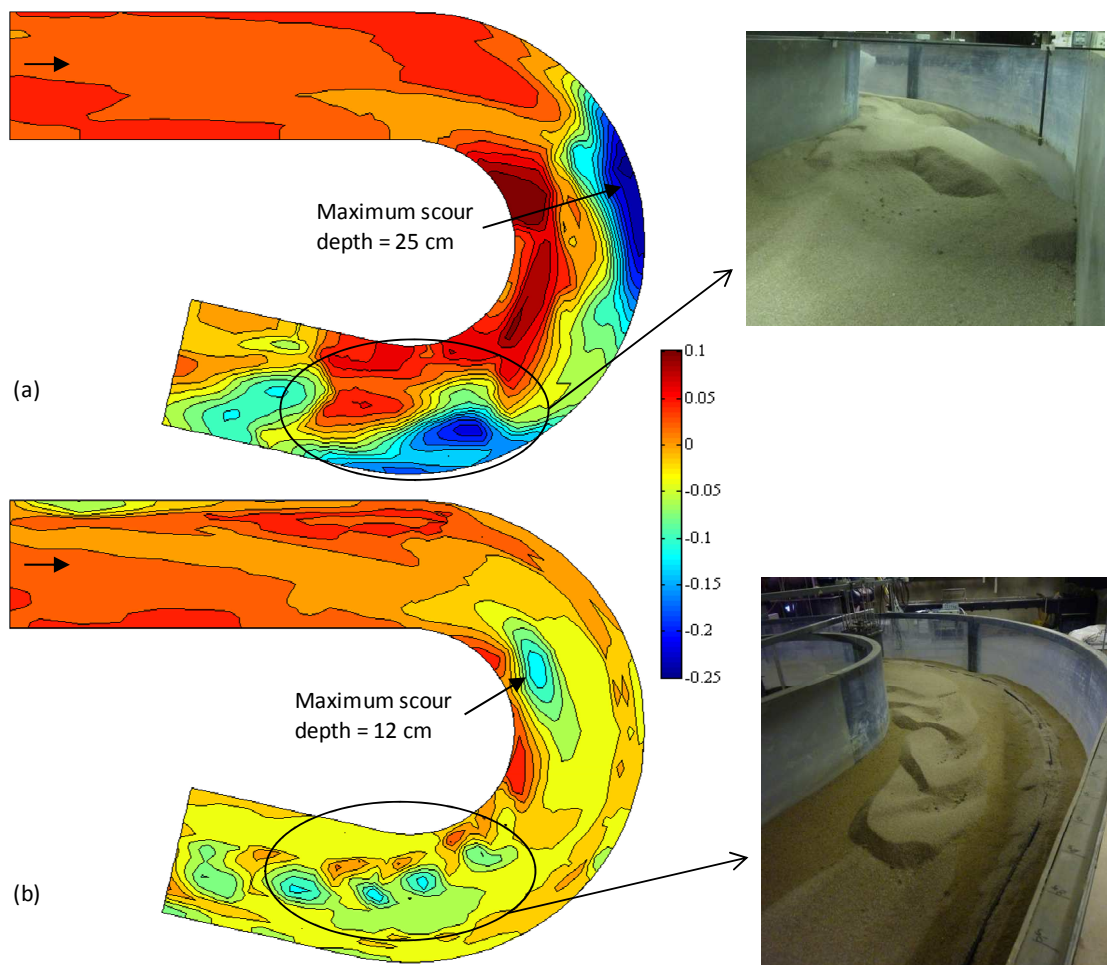 Maximum scour
depth = 25 cm
(a)
0.1
0.05
0
-0.05
-0.1
-0.15
-0.2
-0.25
Maximum scour
depth = 12 cm
(b)